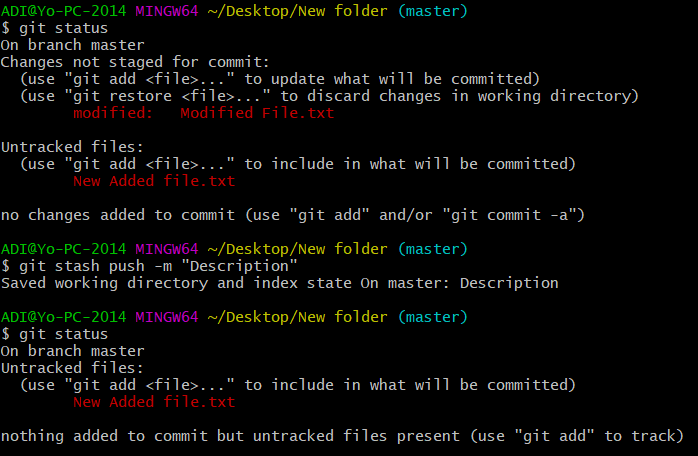 ADI@Yo-PC-2014 MINGW64 ~/Desktop/New folder (master)
$ git status
On branch master
Changes not staged for commit:
  (use "git add <file>..." to update what will be committed)
  (use "git restore <file>..." to discard changes in working directory)
        modified:   Modified File.txt

Untracked files:
  (use "git add <file>..." to include in what will be committed)
        New Added file.txt

no changes added to commit (use "git add" and/or "git commit -a")

ADI@Yo-PC-2014 MINGW64 ~/Desktop/New folder (master)
$ git stash push -m "Description"
Saved working directory and index state On master: Description

ADI@Yo-PC-2014 MINGW64 ~/Desktop/New folder (master)
$ git status
On branch master
Untracked files:
  (use "git add <file>..." to include in what will be committed)
        New Added file.txt

nothing added to commit but untracked files present (use "git add" to track)